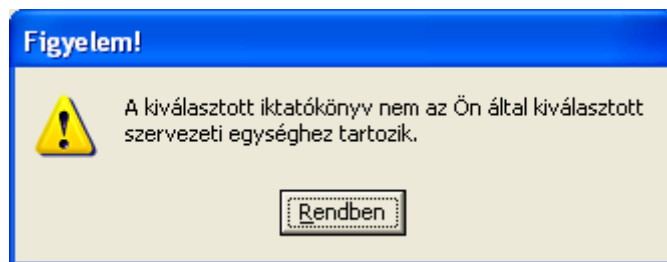 Figyelem!
A kiválasztott iktatókönyv nem az Ön által kiválasztott
szervezeti egységhez tartozik.
Rendben